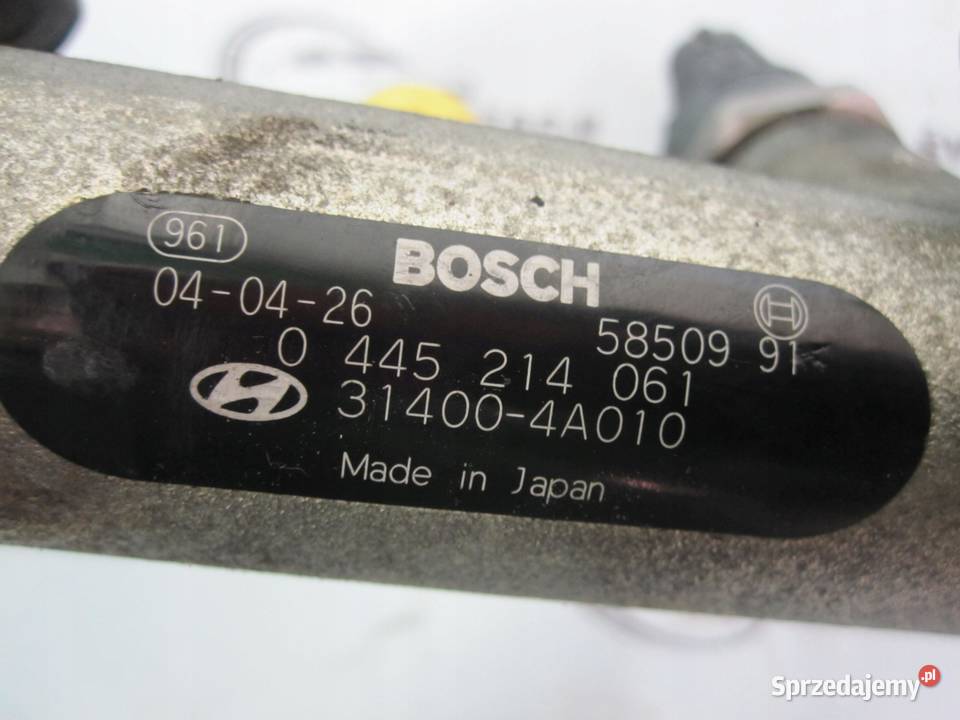 961
BOSCH
04-04-26
58509 91
0 445 214 061
31400-4A010
Made in Japan
Sprzedajemy.pl